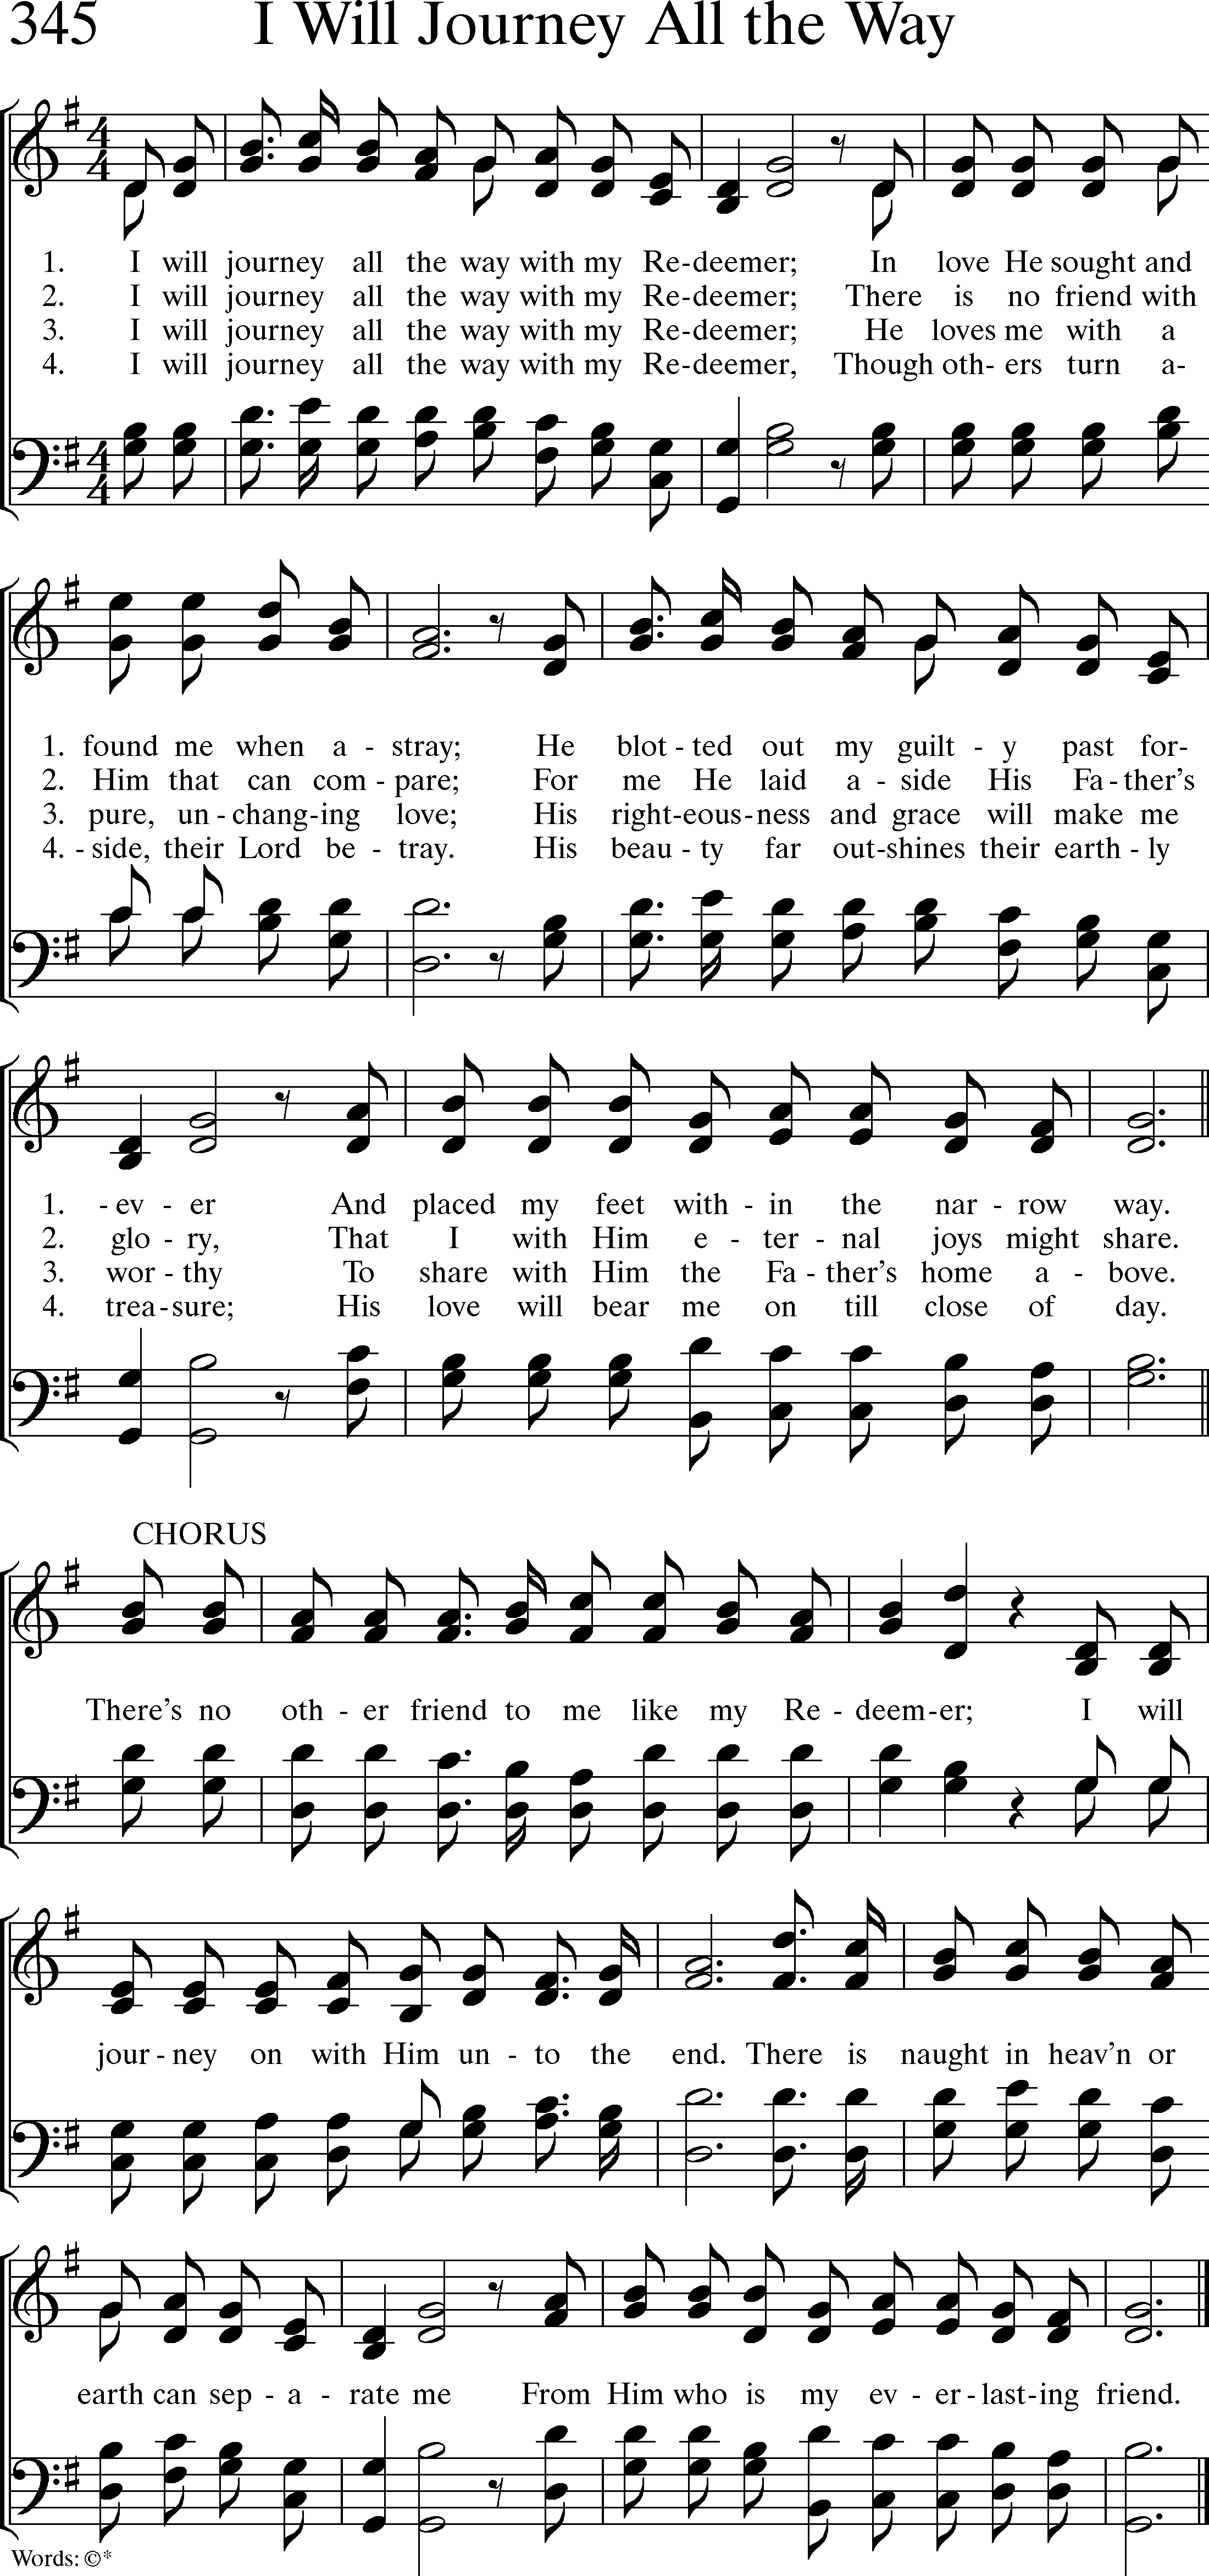 345 I Will Journey All the Way
1. I will journey all the way with my Re-deemer; In love He sought and
2. I will journey all the way with my Re-deemer; There is no friend with
3. I will journey all the way with my Re-deemer; He loves me with a
4. I will journey all the way with my Re-deemer, Though oth- ers turn a-
1. found me when a - stray; He blot - ted out my guilt - y past for-
2. Him that can com - pare; For me He laid a - side His Fa - ther's
3. pure, un - chang - ing love; His right - eous - ness and grace will make me
4. - side, their Lord be - tray. His beau - ty far out - shines their earth - ly
1. - ev - er And placed my feet with - in the nar - row way.
2. glo - ry, That I with Him e - ter - nal joys might share.
3. wor - thy To share with Him the Fa - ther's home a - bove.
4. trea - sure; His love will bear me on till close of day.
CHORUS
There's no oth - er friend to me like my Re - deem - er; I will
jour - ney on with Him un - to the end. There is naught in heav'n or
earth can sep - a - rate me From Him who is my ev - er - last - ing friend.
Words: ©*